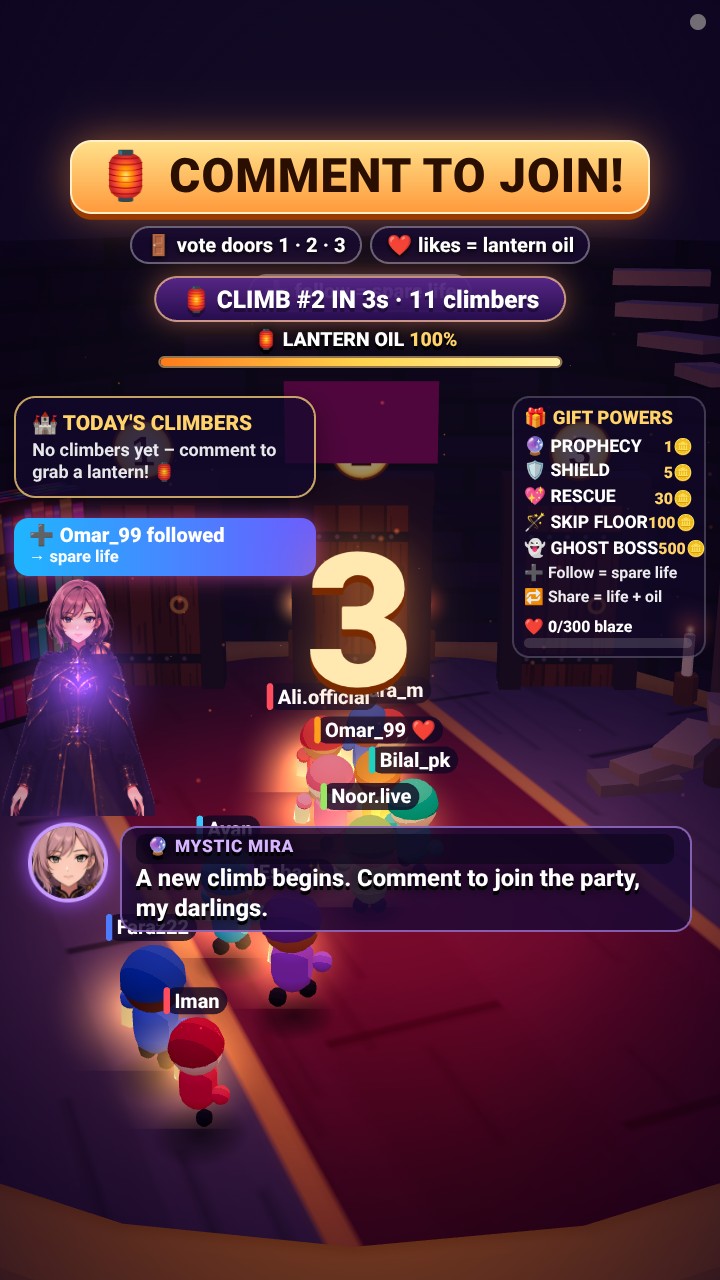 🏮 COMMENT TO JOIN!
🚪 vote doors 1 · 2 · 3
❤️ likes = lantern oil
🏮 CLIMB #2 IN 3s · 11 climbers
🏮 LANTERN OIL 100%
🏰 TODAY'S CLIMBERS
No climbers yet – comment to
grab a lantern! 🏮
🎁 GIFT POWERS
🔮 PROPHECY 1🪙
🛡️ SHIELD 5🪙
💖 RESCUE 30🪙
🪄 SKIP FLOOR 100🪙
👻 GHOST BOSS 500🪙
➕ Follow = spare life
🔁 Share = life + oil
❤️ 0/300 blaze
➕ Omar_99 followed
→ spare life
3
Ali.official
Omar_99 ❤️
Bilal_pk
Noor.live
🔮 MYSTIC MIRA
A new climb begins. Comment to join the party,
my darlings.
Faraz22
Iman